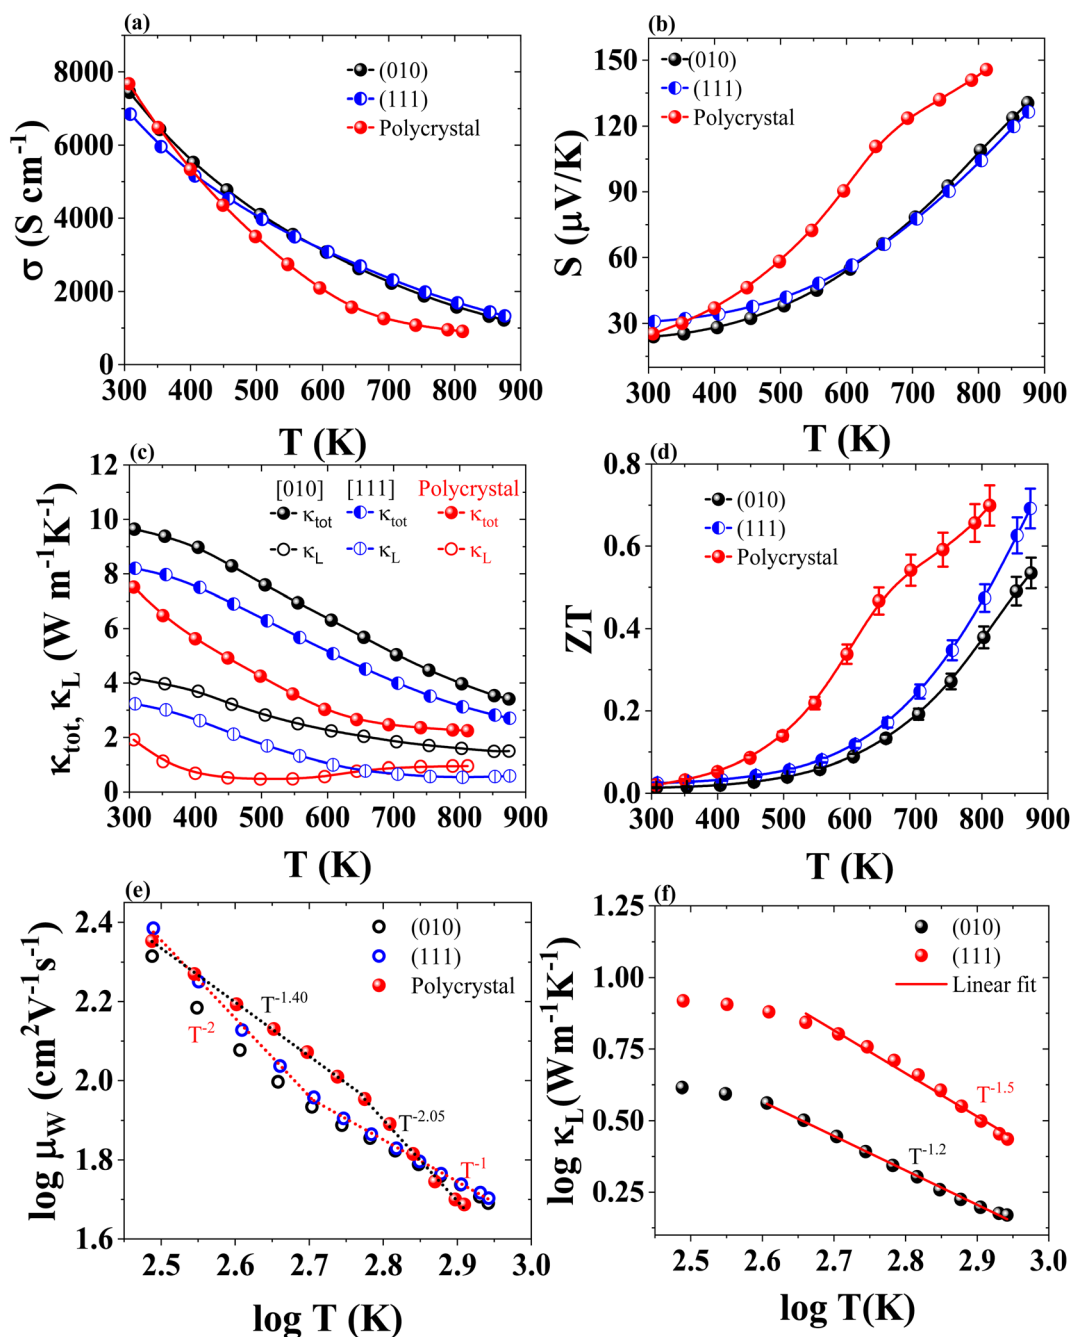 (a)
8000
6000
4000
2000
0
σ (S cm⁻¹)
(010)
(111)
Polycrystal
300 400 500 600 700 800 900
T (K)
(b)
150
120
90
60
30
S (μV/K)
(010)
(111)
Polycrystal
300 400 500 600 700 800 900
T (K)
(c)
12
10
8
6
4
2
0
κtot, κL (W m⁻¹K⁻¹)
[010] [111] Polycrystal
κtot κtot κtot
κL κL κL
300 400 500 600 700 800 900
T (K)
(d)
0.8
0.6
0.4
0.2
0.0
ZT
(010)
(111)
Polycrystal
300 400 500 600 700 800 900
T (K)
(e)
2.4
2.2
2.0
1.8
1.6
log μW (cm²V⁻¹s⁻¹)
(010)
(111)
Polycrystal
T⁻¹·⁴⁰
T⁻²
T⁻²·⁰⁵
T⁻¹
2.5 2.6 2.7 2.8 2.9 3.0
log T (K)
(f)
1.25
1.00
0.75
0.50
0.25
log κL(Wm⁻¹K⁻¹)
(010)
(111)
Linear fit
T⁻¹·⁵
T⁻¹·²
2.5 2.6 2.7 2.8 2.9 3.0
log T(K)